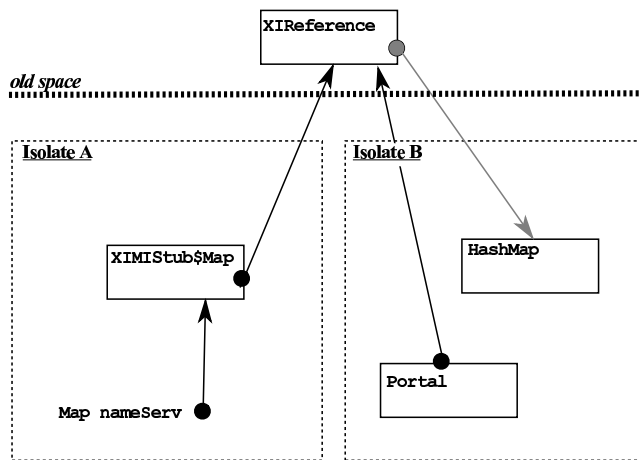 XIReference
old space
Isolate A
Isolate B
XIMIStub$Map
HashMap
Portal
Map nameServ